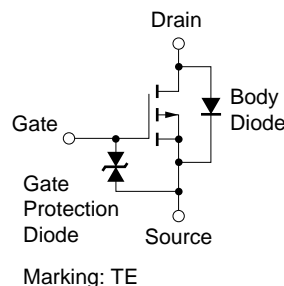 Drain
Body
Diode
Gate
Gate
Protection
Diode
Source
Marking: TE